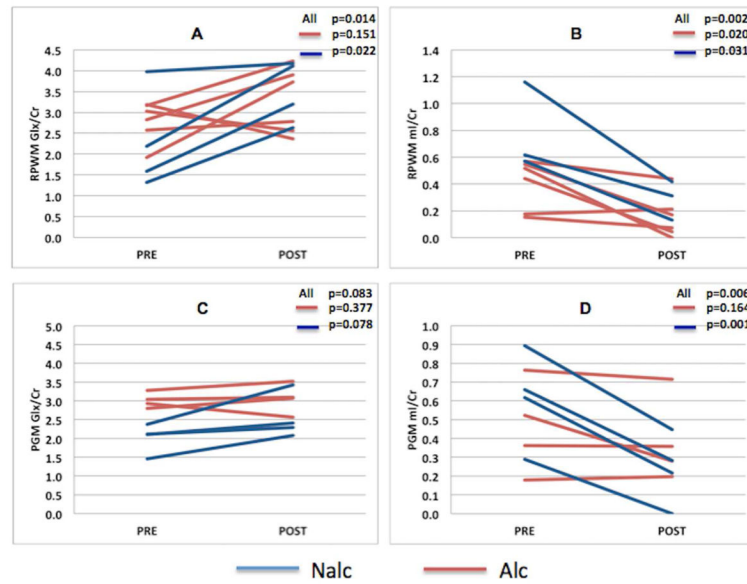 All p=0.014
p=0.151
p=0.022
A
4.5
4.0
3.5
3.0
2.5
2.0
1.5
1.0
0.5
0.0
RPWM Glx/Cr
PRE POST
All p=0.002
p=0.020
p=0.031
B
1.4
1.2
1.0
0.8
0.6
0.4
0.2
0.0
RPWM mI/Cr
PRE POST
All p=0.083
p=0.377
p=0.078
C
5.0
4.5
4.0
3.5
3.0
2.5
2.0
1.5
1.0
0.5
0.0
PGM Glx/Cr
PRE POST
All p=0.006
p=0.164
p=0.001
D
1.0
0.9
0.8
0.7
0.6
0.5
0.4
0.3
0.2
0.1
0.0
PGM mI/Cr
PRE POST
Nalc Alc